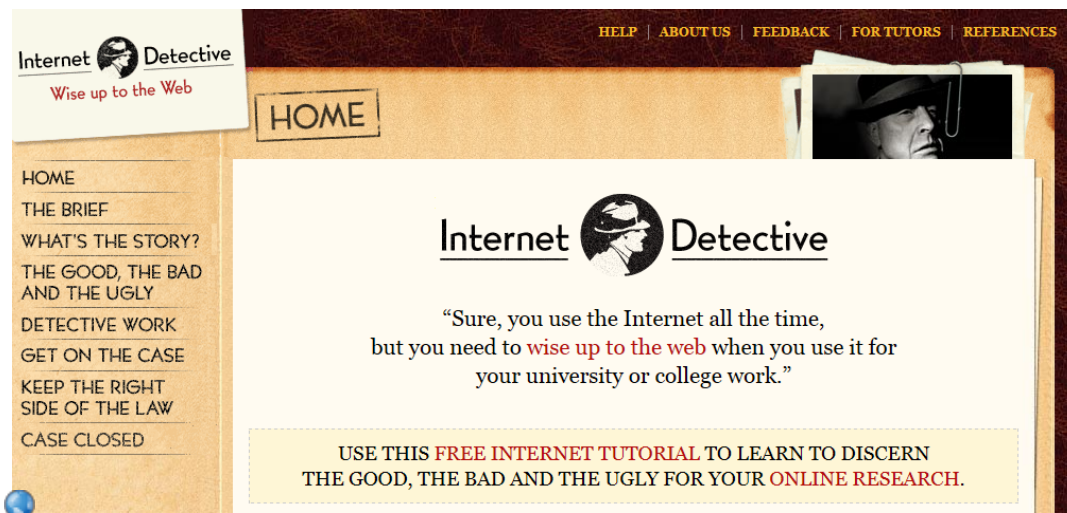 HELP | ABOUT US | FEEDBACK | FOR TUTORS | REFERENCES
Internet Detective
Wise up to the Web
HOME
HOME
THE BRIEF
WHAT'S THE STORY?
THE GOOD, THE BAD
AND THE UGLY
DETECTIVE WORK
GET ON THE CASE
KEEP THE RIGHT
SIDE OF THE LAW
CASE CLOSED
Internet Detective
“Sure, you use the Internet all the time,
but you need to wise up to the web when you use it for
your university or college work.”
USE THIS FREE INTERNET TUTORIAL TO LEARN TO DISCERN
THE GOOD, THE BAD AND THE UGLY FOR YOUR ONLINE RESEARCH.